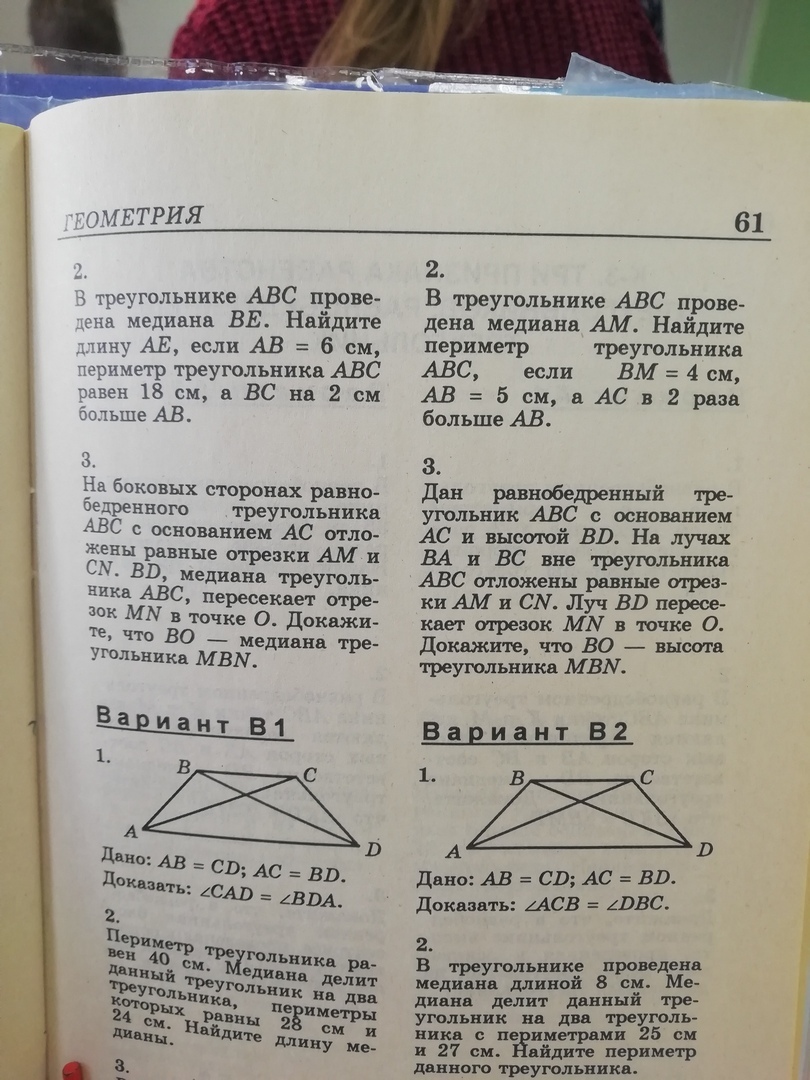 ГЕОМЕТРИЯ
61
2.
В треугольнике ABC прове-
дена медиана BE. Найдите
длину AE, если AB = 6 см,
периметр треугольника ABC
равен 18 см, а BC на 2 см
больше AB.
3.
На боковых сторонах равно-
бедренного треугольника
ABC с основанием AC отло-
жены равные отрезки AM и
CN. BD, медиана треуголь-
ника ABC, пересекает отре-
зок MN в точке O. Докажи-
те, что BO — медиана тре-
угольника MBN.
Вариант В1
1.
B
C
A
D
Дано: AB = CD; AC = BD.
Доказать: ∠CAD = ∠BDA.
2.
Периметр треугольника ра-
вен 40 см. Медиана делит
данный треугольник на два
треугольника, периметры
которых равны 28 см и
24 см. Найдите длину ме-
дианы.
3.
2.
В треугольнике ABC прове-
дена медиана AM. Найдите
периметр треугольника
ABC, если BM = 4 см,
AB = 5 см, а AC в 2 раза
больше AB.
3.
Дан равнобедренный тре-
угольник ABC с основанием
AC и высотой BD. На лучах
BA и BC вне треугольника
ABC отложены равные отрез-
ки AM и CN. Луч BD пересе-
кает отрезок MN в точке O.
Докажите, что BO — высота
треугольника MBN.
Вариант В2
1.
B
C
A
D
Дано: AB = CD; AC = BD.
Доказать: ∠ACB = ∠DBC.
2.
В треугольнике проведена
медиана длиной 8 см. Ме-
диана делит данный тре-
угольник на два треуголь-
ника с периметрами 25 см
и 27 см. Найдите периметр
данного треугольника.